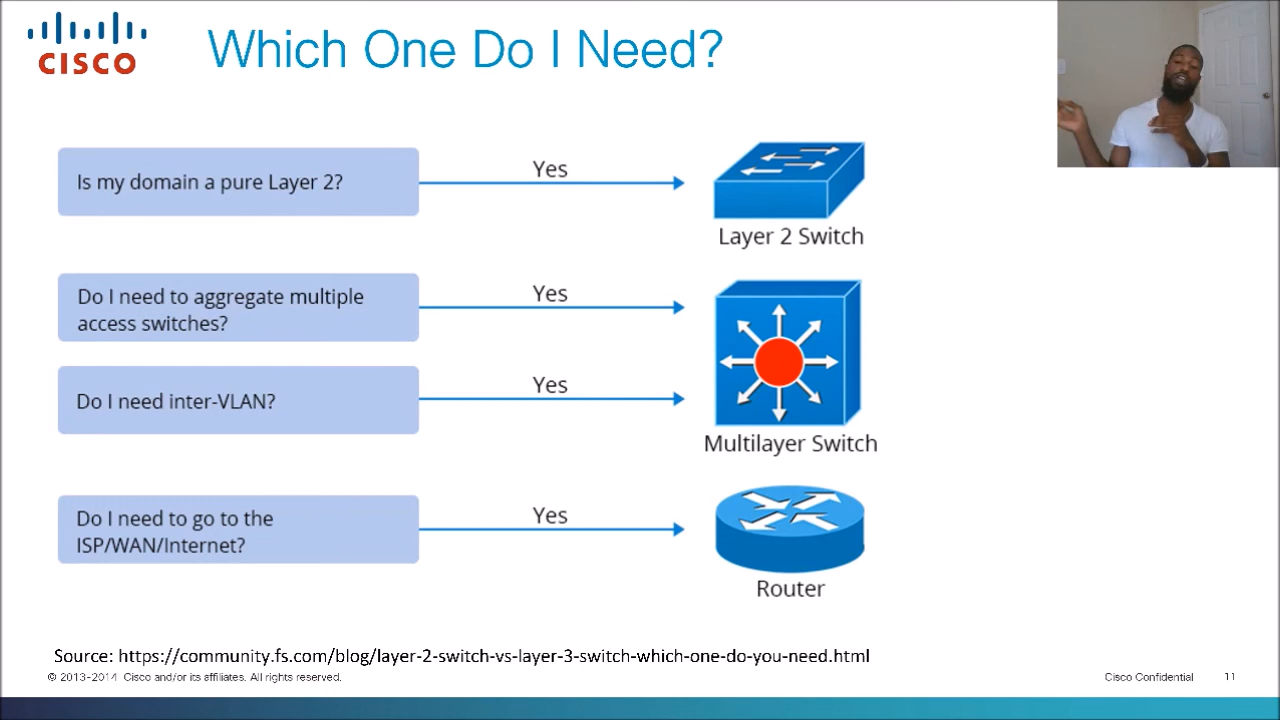 CISCO
Which One Do I Need?
Is my domain a pure Layer 2?
Yes
Layer 2 Switch
Do I need to aggregate multiple
access switches?
Yes
Do I need inter-VLAN?
Yes
Multilayer Switch
Do I need to go to the
ISP/WAN/Internet?
Yes
Router
Source: https://community.fs.com/blog/layer-2-switch-vs-layer-3-switch-which-one-do-you-need.html
© 2013-2014 Cisco and/or its affiliates. All rights reserved.
Cisco Confidential
11